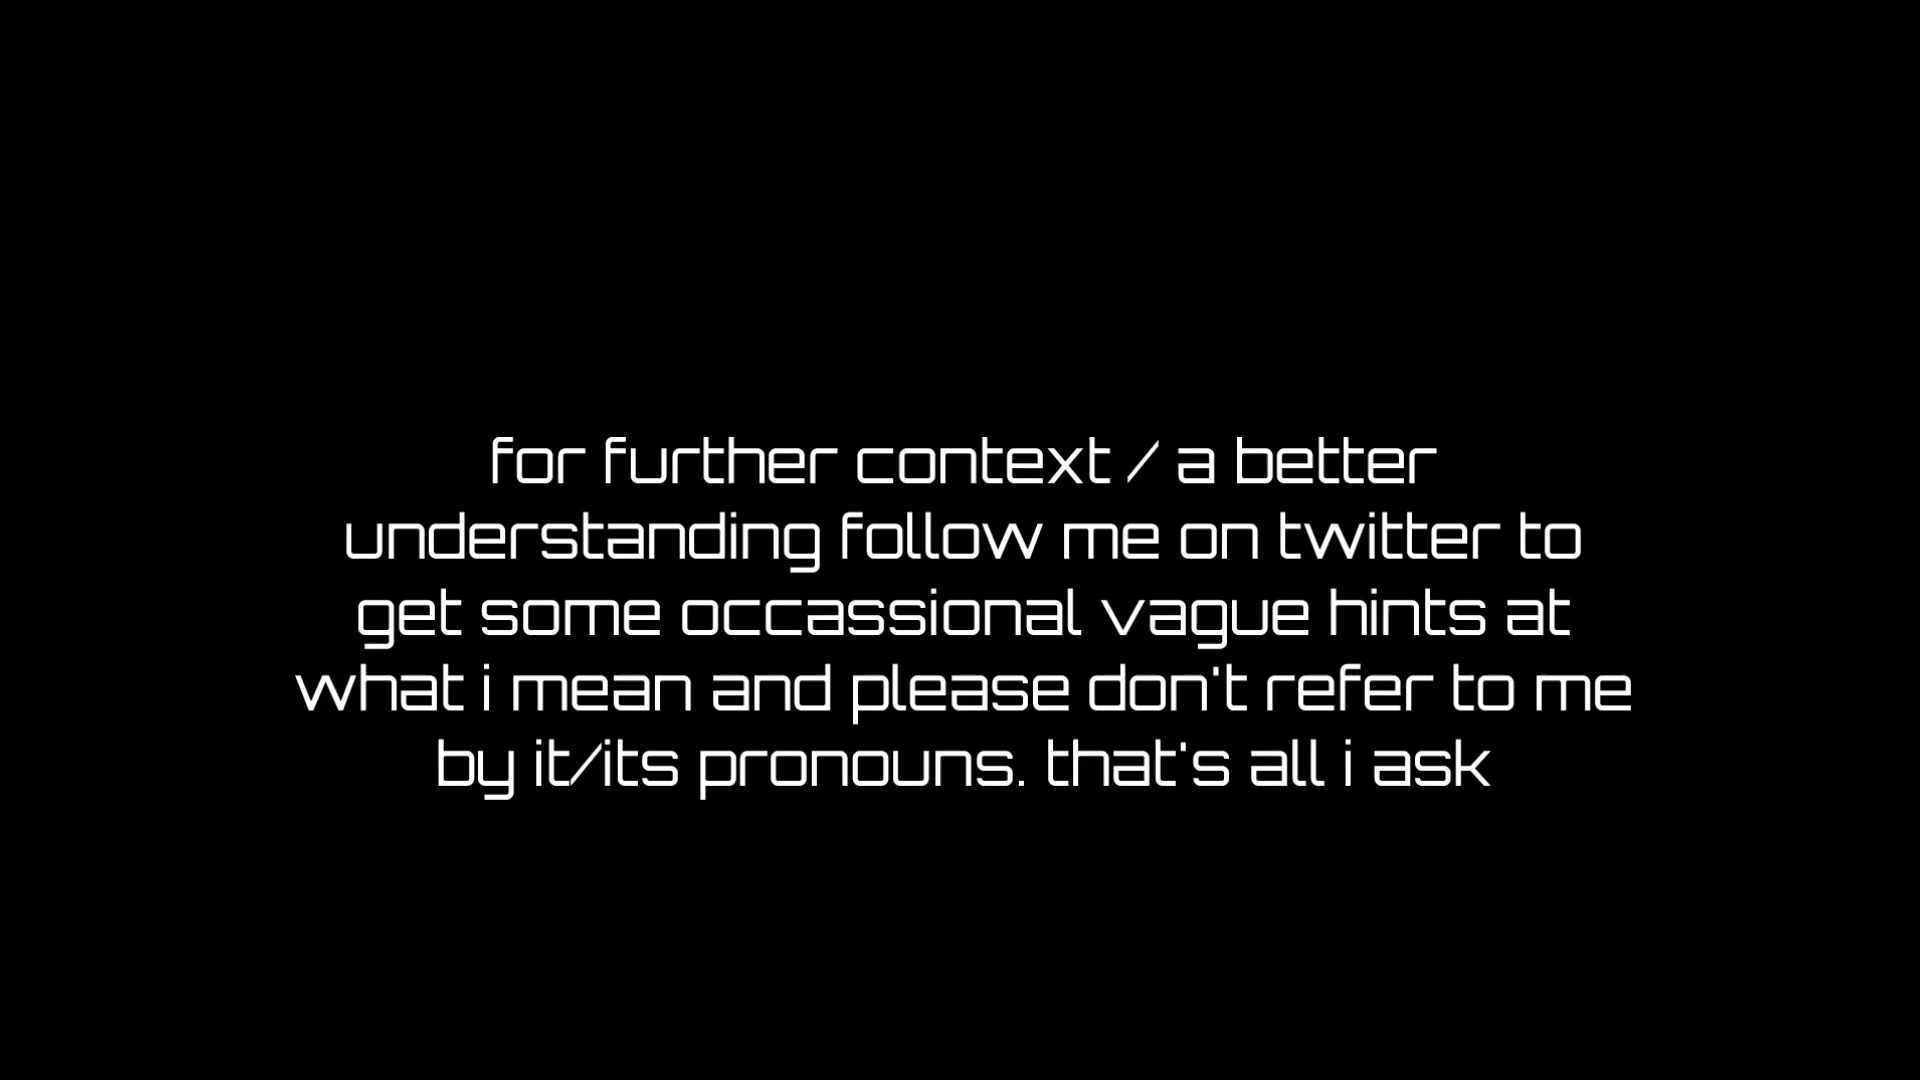 for further context / a better
understanding follow me on twitter to
get some occassional vague hints at
what i mean and please don't refer to me
by it/its pronouns. that's all i ask